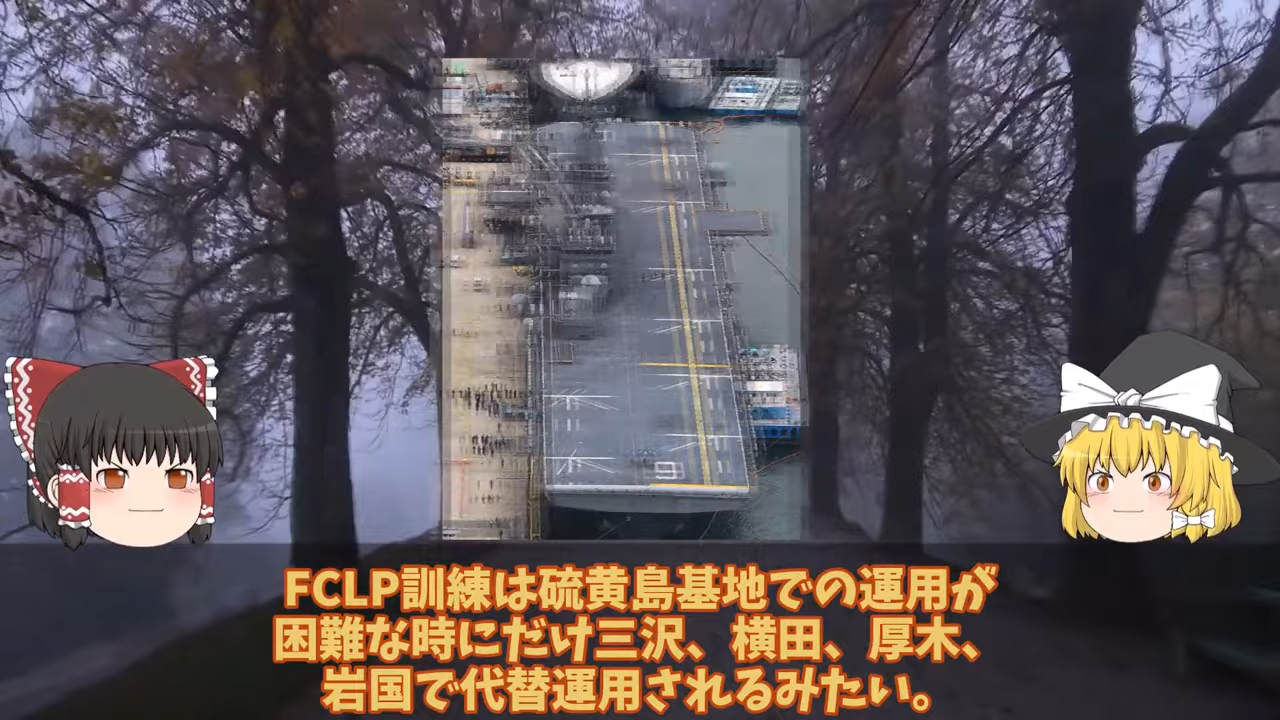 FCLP訓練は硫黄島基地での運用が
困難な時にだけ三沢、横田、厚木、
岩国で代替運用されるみたい。